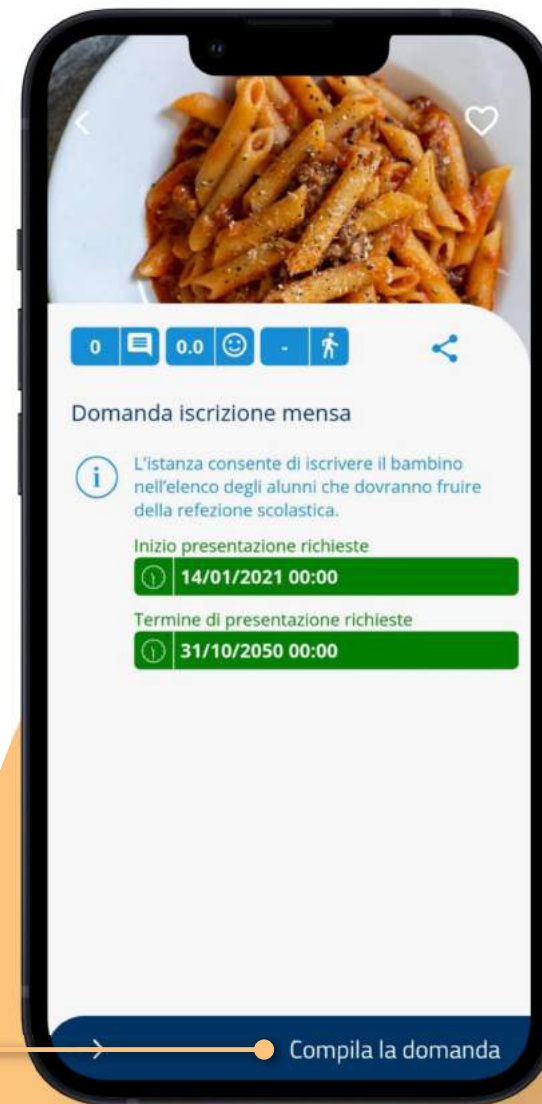 0
0.0
-
Domanda iscrizione mensa
i
L'istanza consente di iscrivere il bambino
nell'elenco degli alunni che dovranno fruire
della refezione scolastica.
Inizio presentazione richieste
14/01/2021 00:00
Termine di presentazione richieste
31/10/2050 00:00
Compila la domanda